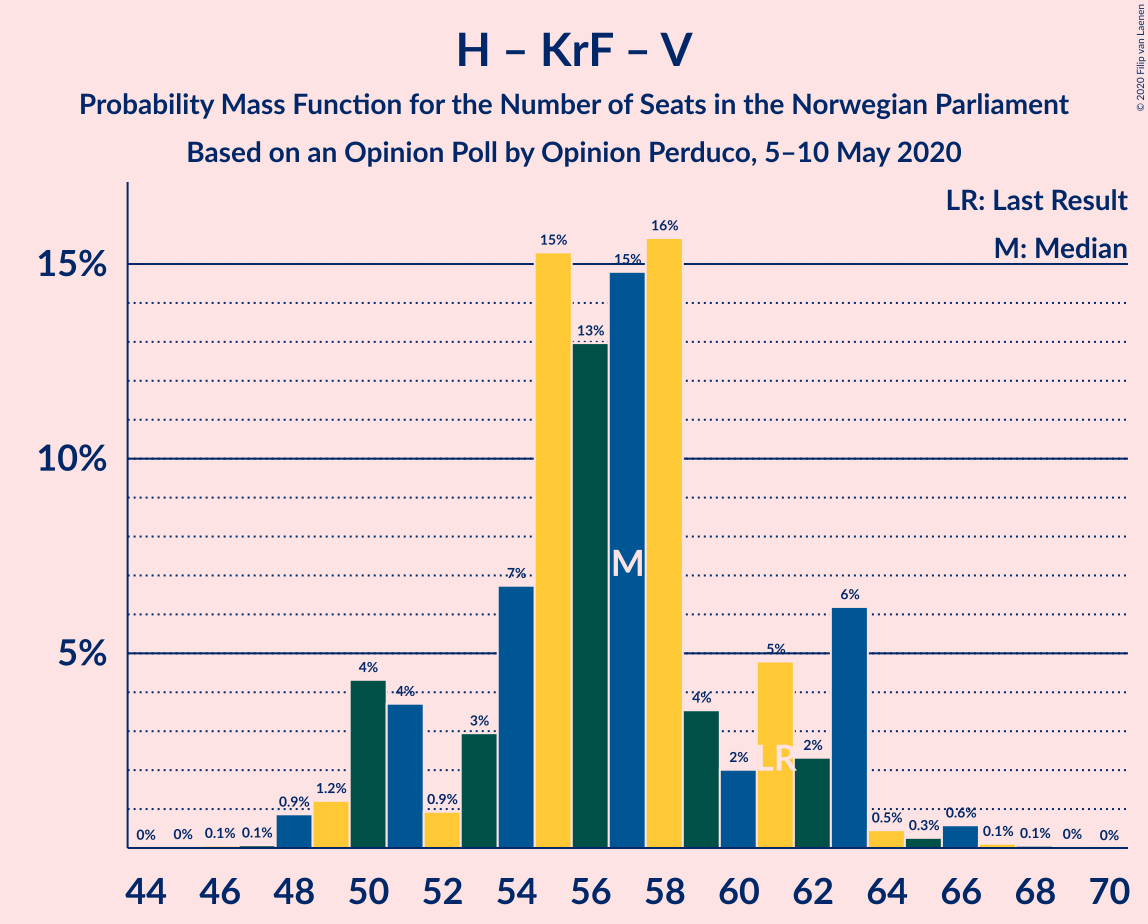 H – KrF – V
Probability Mass Function for the Number of Seats in the Norwegian Parliament
Based on an Opinion Poll by Opinion Perduco, 5–10 May 2020
© 2020 Filip van Laenen
LR: Last Result
M: Median
15%
10%
5%
0% 0% 0.1% 0.1% 0.9% 1.2% 4% 4% 0.9% 3% 7% 15% 13% 15% 16% 4% 2% 5% 2% 6% 0.5% 0.3% 0.6% 0.1% 0.1% 0% 0%
M
LR
44 46 48 50 52 54 56 58 60 62 64 66 68 70